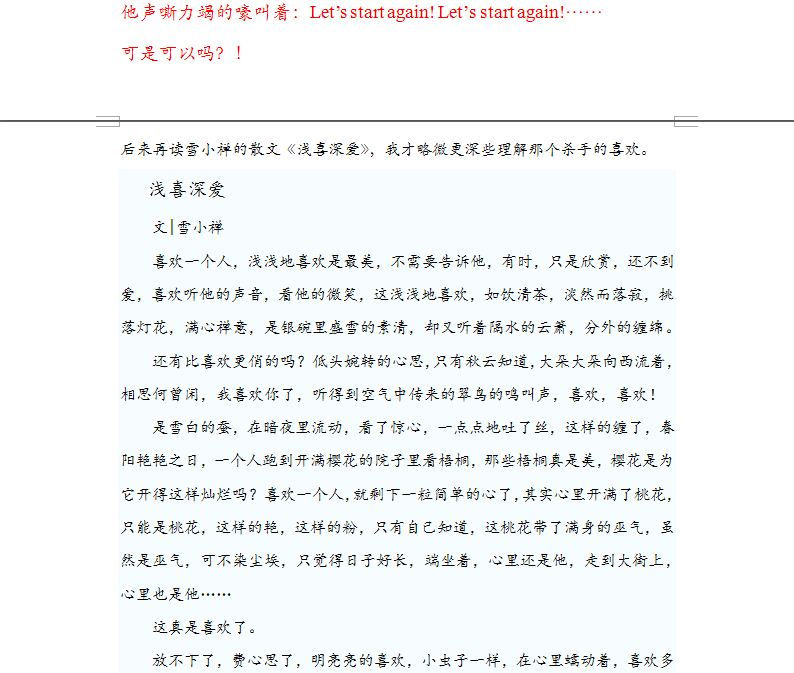 他声嘶力竭的嚎叫着：Let’s start again! Let’s start again!……
可是可以吗？！
后来再读雪小禅的散文《浅喜深爱》，我才略微更深些理解那个杀手的喜欢。
浅喜深爱
文|雪小禅
喜欢一个人，浅浅地喜欢是最美，不需要告诉他，有时，只是欣赏，还不到
爱，喜欢听他的声音，看他的微笑，这浅浅地喜欢，如饮清茶，淡然而落寂，挑
落灯花，满心禅意，是银碗里盛雪的素清，却又听着隔水的云箫，分外的缠绵。
还有比喜欢更俏的吗？低头婉转的心思，只有秋云知道，大朵大朵向西流着，
相思何曾闲，我喜欢你了，听得到空气中传来的翠鸟的鸣叫声，喜欢，喜欢！
是雪白的蚕，在暗夜里流动，看了惊心，一点点地吐了丝，这样的缠了，春
阳艳艳之日，一个人跑到开满樱花的院子里看梧桐，那些梧桐真是美，樱花是为
它开得这样灿烂吗？喜欢一个人，就剩下一粒简单的心了，其实心里开满了桃花，
只能是桃花，这样的艳，这样的粉，只有自己知道，这桃花带了满身的巫气，虽
然是巫气，可不染尘埃，只觉得日子好长，端坐着，心里还是他，走到大街上，
心里也是他……
这真是喜欢了。
放不下了，费心思了，明亮亮的喜欢，小虫子一样，在心里蠕动着，喜欢多